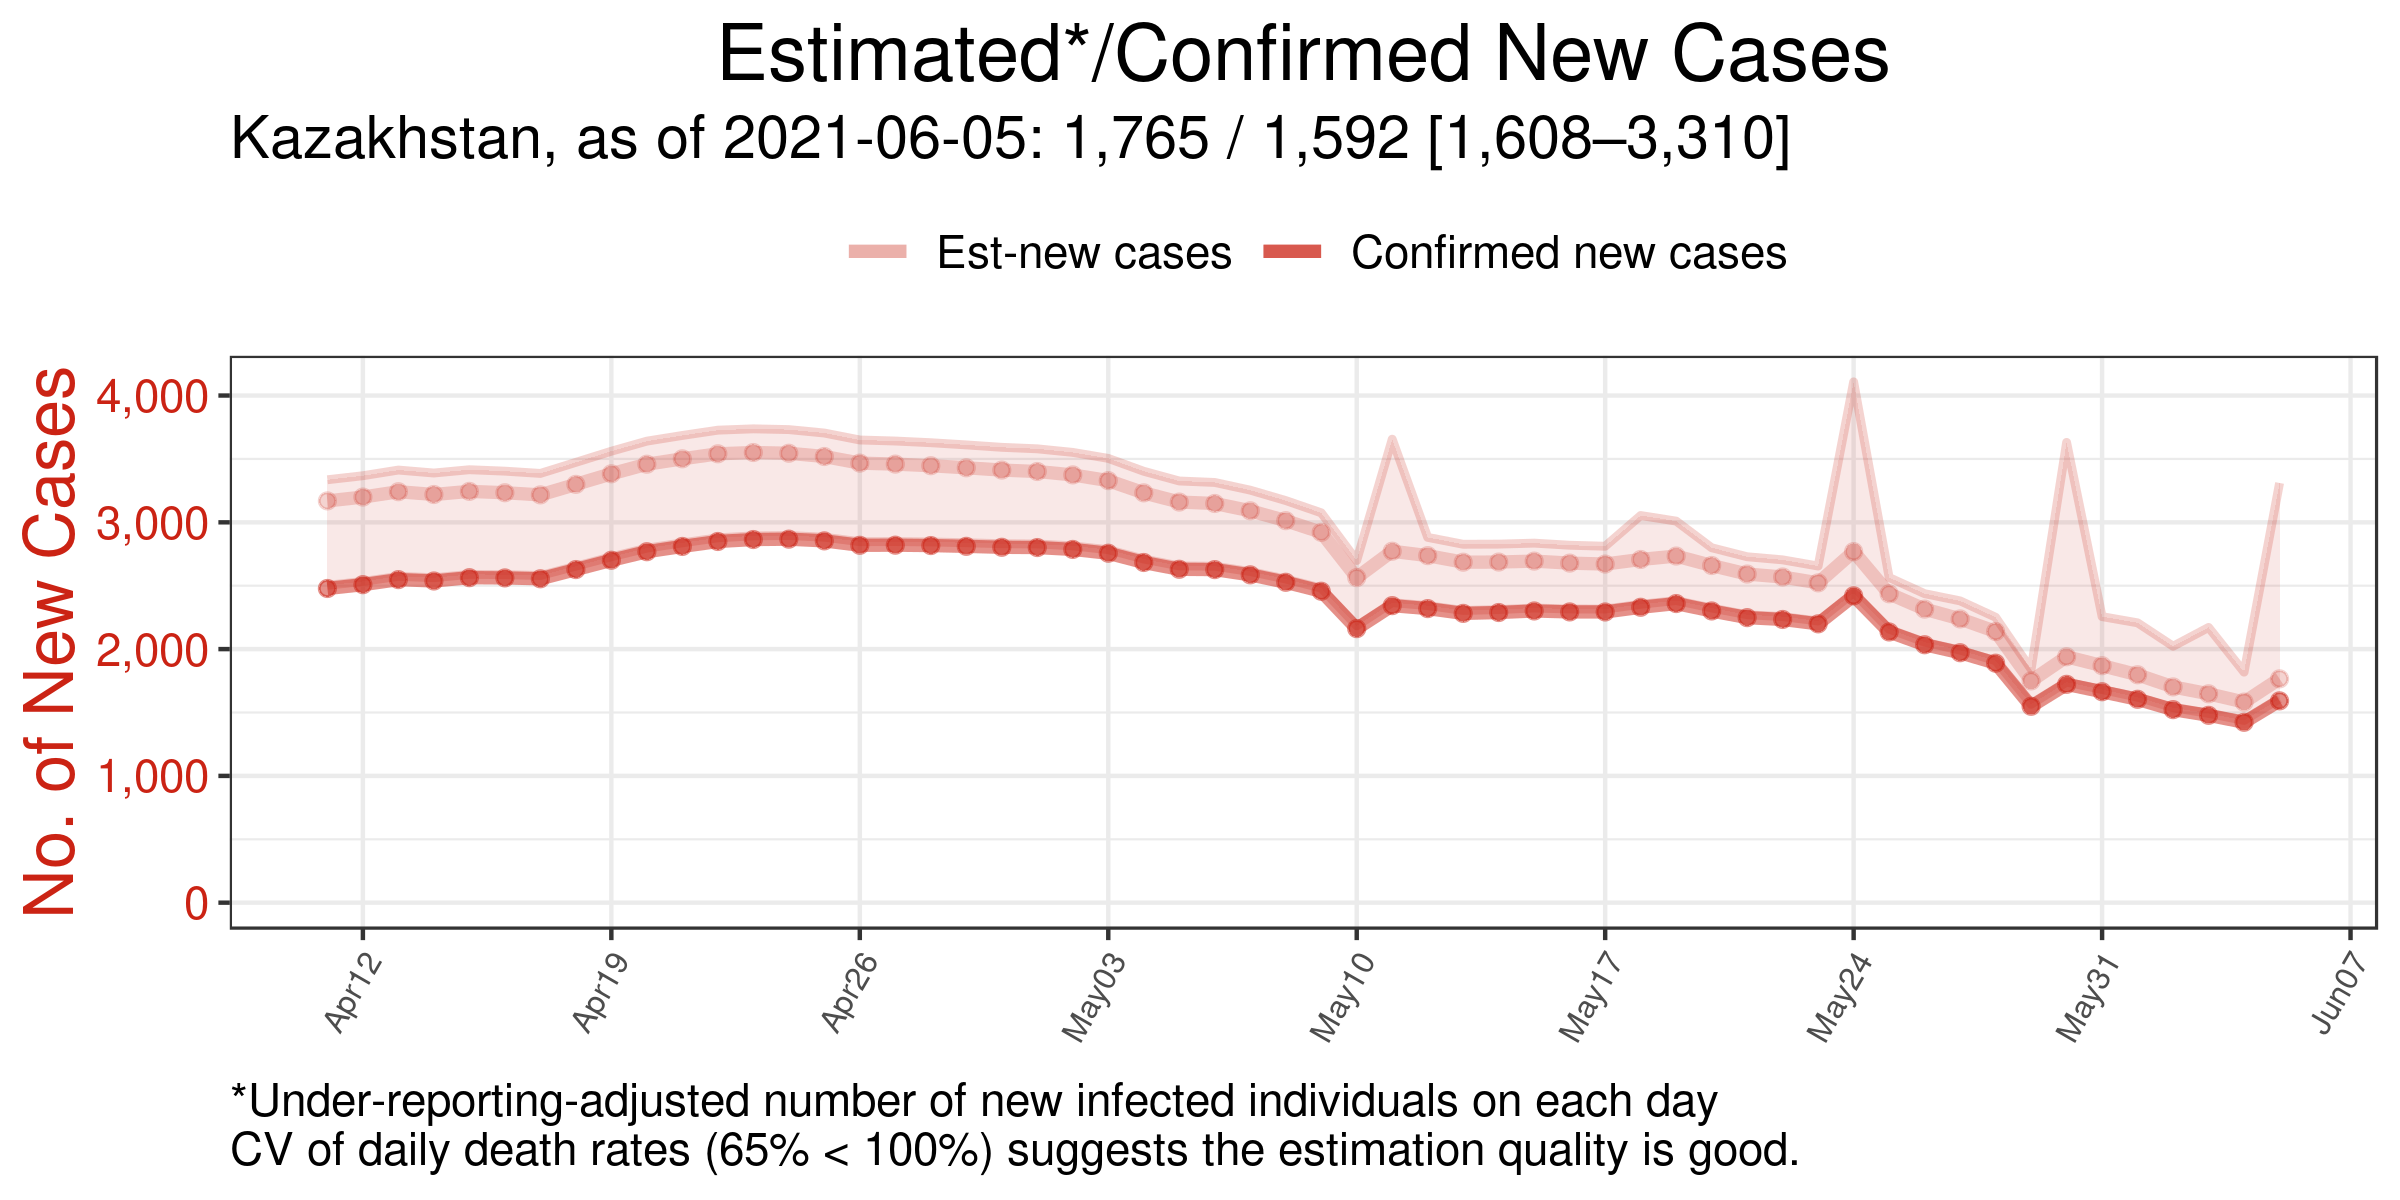 Estimated*/Confirmed New Cases
Kazakhstan, as of 2021-06-05: 1,765 / 1,592 [1,608–3,310]
Est-new cases
Confirmed new cases
No. of New Cases
4,000
3,000
2,000
1,000
0
Apr12
Apr19
Apr26
May03
May10
May17
May24
May31
Jun07
*Under-reporting-adjusted number of new infected individuals on each day
CV of daily death rates (65% < 100%) suggests the estimation quality is good.